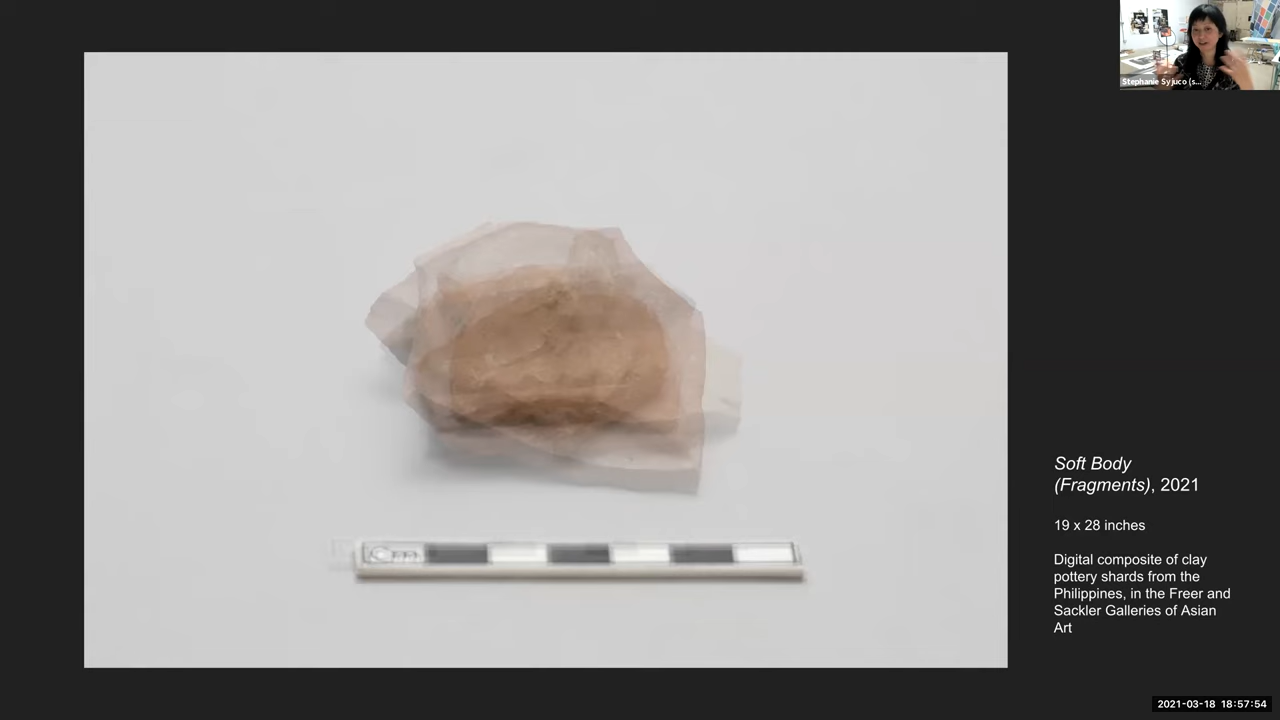 Stephanie Syjuco (s...
Cm
Soft Body
(Fragments), 2021
19 x 28 inches
Digital composite of clay
pottery shards from the
Philippines, in the Freer and
Sackler Galleries of Asian
Art
2021-03-18 18:57:54